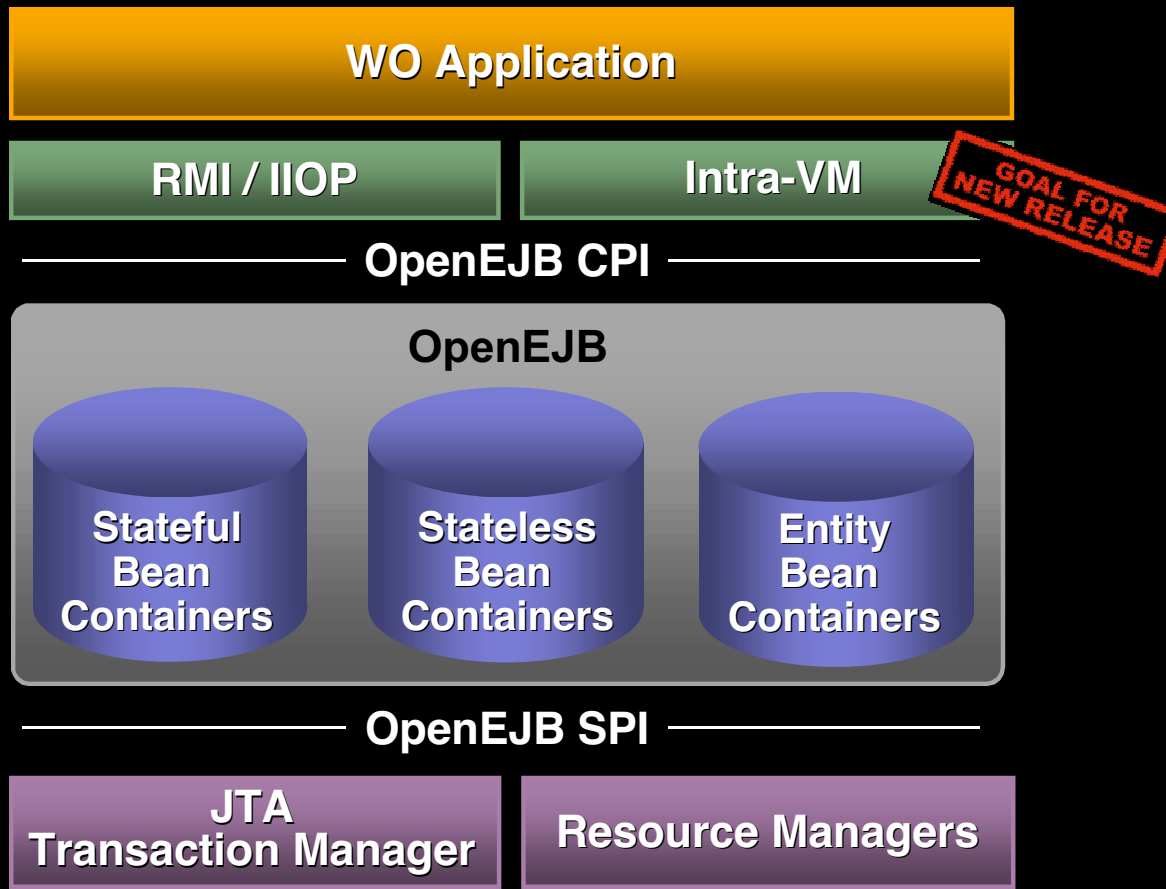 WO Application
RMI / IIOP
Intra-VM
GOAL FOR
NEW RELEASE
OpenEJB CPI
OpenEJB
Stateful
Bean
Containers
Stateless
Bean
Containers
Entity
Bean
Containers
OpenEJB SPI
JTA
Transaction Manager
Resource Managers